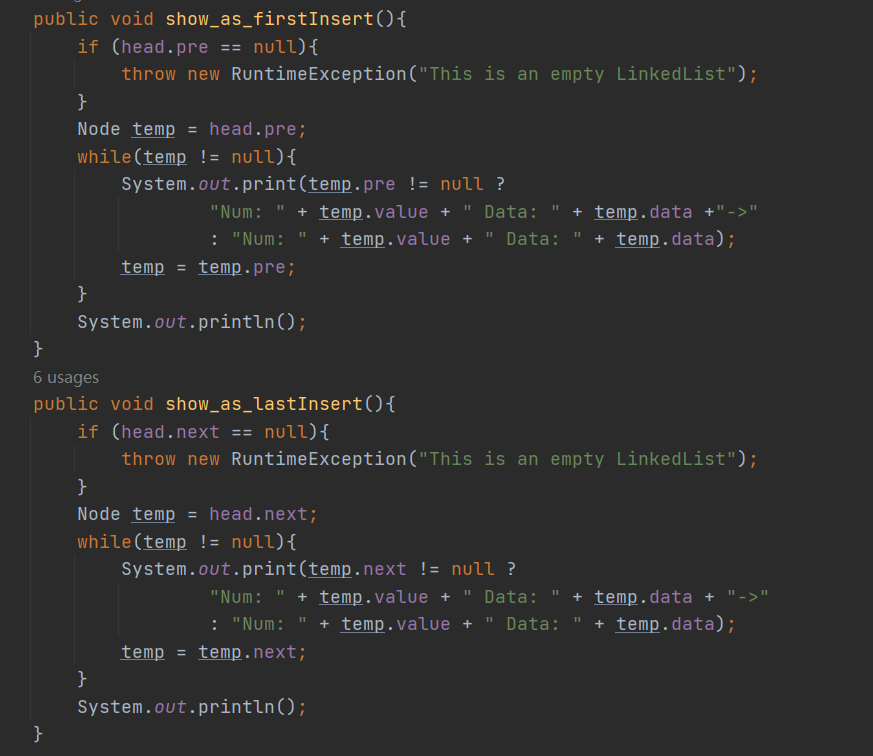 public void show_as_firstInsert(){
if (head.pre == null){
throw new RuntimeException("This is an empty LinkedList");
}
Node temp = head.pre;
while(temp != null){
System.out.print(temp.pre != null ?
"Num: " + temp.value + " Data: " + temp.data +"->"
: "Num: " + temp.value + " Data: " + temp.data);
temp = temp.pre;
}
System.out.println();
}
6 usages
public void show_as_lastInsert(){
if (head.next == null){
throw new RuntimeException("This is an empty LinkedList");
}
Node temp = head.next;
while(temp != null){
System.out.print(temp.next != null ?
"Num: " + temp.value + " Data: " + temp.data + "->"
: "Num: " + temp.value + " Data: " + temp.data);
temp = temp.next;
}
System.out.println();
}